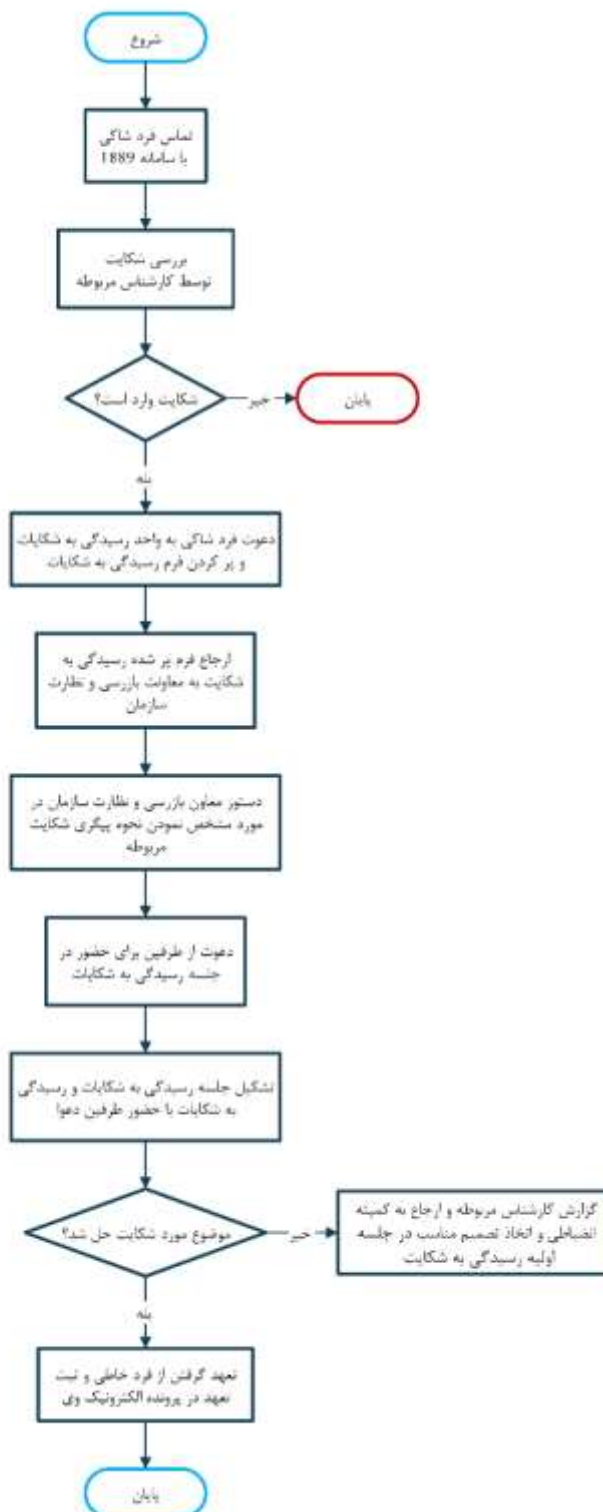 شروع
تماس فرد شاکی
با سامانه 1889
بررسی شکایت
توسط کارشناس مربوطه
شکایت وارد است؟
خیر
پایان
بله
دعوت فرد شاکی به واحد رسیدگی به شکایات
و پر کردن فرم رسیدگی به شکایات
ارجاع فرم پر شده رسیدگی به
شکایت به معاونت بازرسی و نظارت
سازمان
دستور معاون بازرسی و نظارت سازمان در
مورد مشخص نمودن نحوه پیگری شکایت
مربوطه
دعوت از طرفین برای حضور در
جلسه رسیدگی به شکایات
تشکیل جلسه رسیدگی به شکایات و رسیدگی
به شکایات با حضور طرفین دعوا
موضوع مورد شکایت حل شد؟
خیر
گزارش کارشناس مربوطه و ارجاع به کمیته
انضباطی و اتخاذ تصمیم مناسب در جلسه
اولیه رسیدگی به شکایت
بله
تعهد گرفتن از فرد خاطی و ثبت
تعهد در پرونده الکترونیک وی
پایان